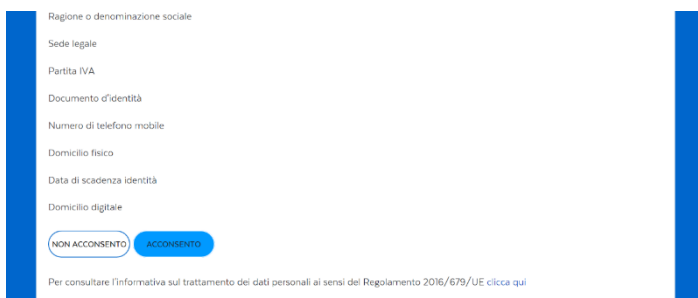 Ragione o denominazione sociale
Sede legale
Partita IVA
Documento d'identità
Numero di telefono mobile
Domicilio fisico
Data di scadenza identità
Domicilio digitale
NON ACCONSENTO ACCONSENTO
Per consultare l'informativa sul trattamento dei dati personali ai sensi del Regolamento 2016/679/UE clicca qui